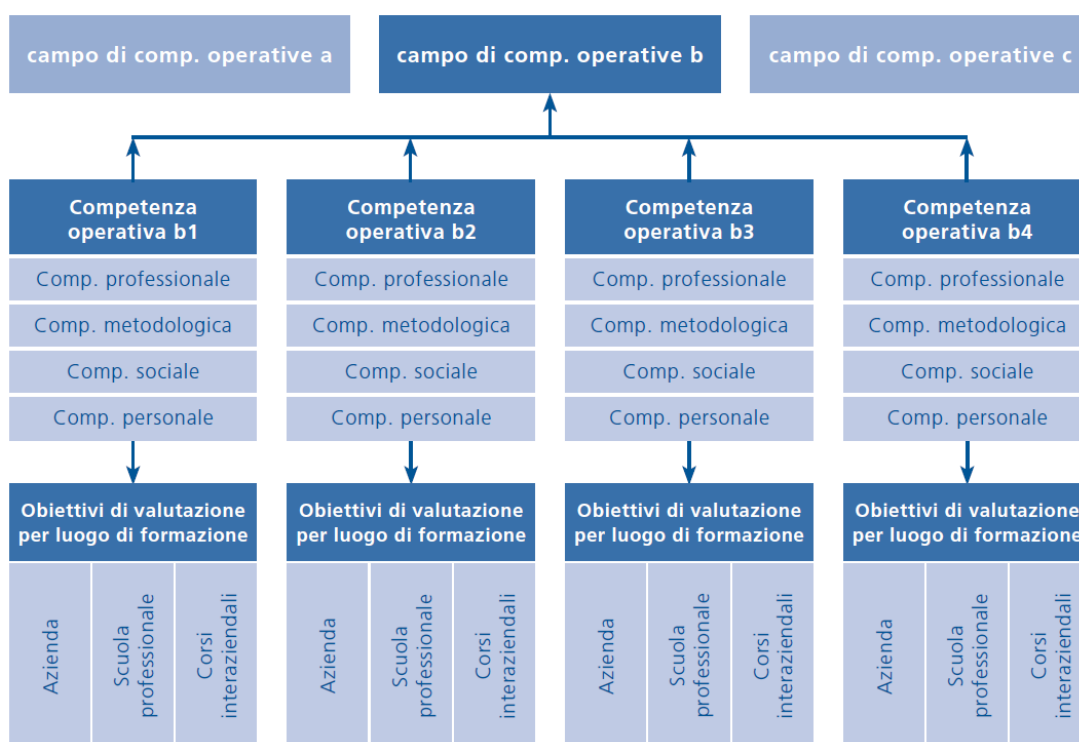 campo di comp. operative a
campo di comp. operative b
campo di comp. operative c
Competenza
operativa b1
Competenza
operativa b2
Competenza
operativa b3
Competenza
operativa b4
Comp. professionale
Comp. professionale
Comp. professionale
Comp. professionale
Comp. metodologica
Comp. metodologica
Comp. metodologica
Comp. metodologica
Comp. sociale
Comp. sociale
Comp. sociale
Comp. sociale
Comp. personale
Comp. personale
Comp. personale
Comp. personale
Obiettivi di valutazione
per luogo di formazione
Obiettivi di valutazione
per luogo di formazione
Obiettivi di valutazione
per luogo di formazione
Obiettivi di valutazione
per luogo di formazione
Azienda
Scuola
professionale
Corsi
interaziendali
Azienda
Scuola
professionale
Corsi
interaziendali
Azienda
Scuola
professionale
Corsi
interaziendali
Azienda
Scuola
professionale
Corsi
interaziendali